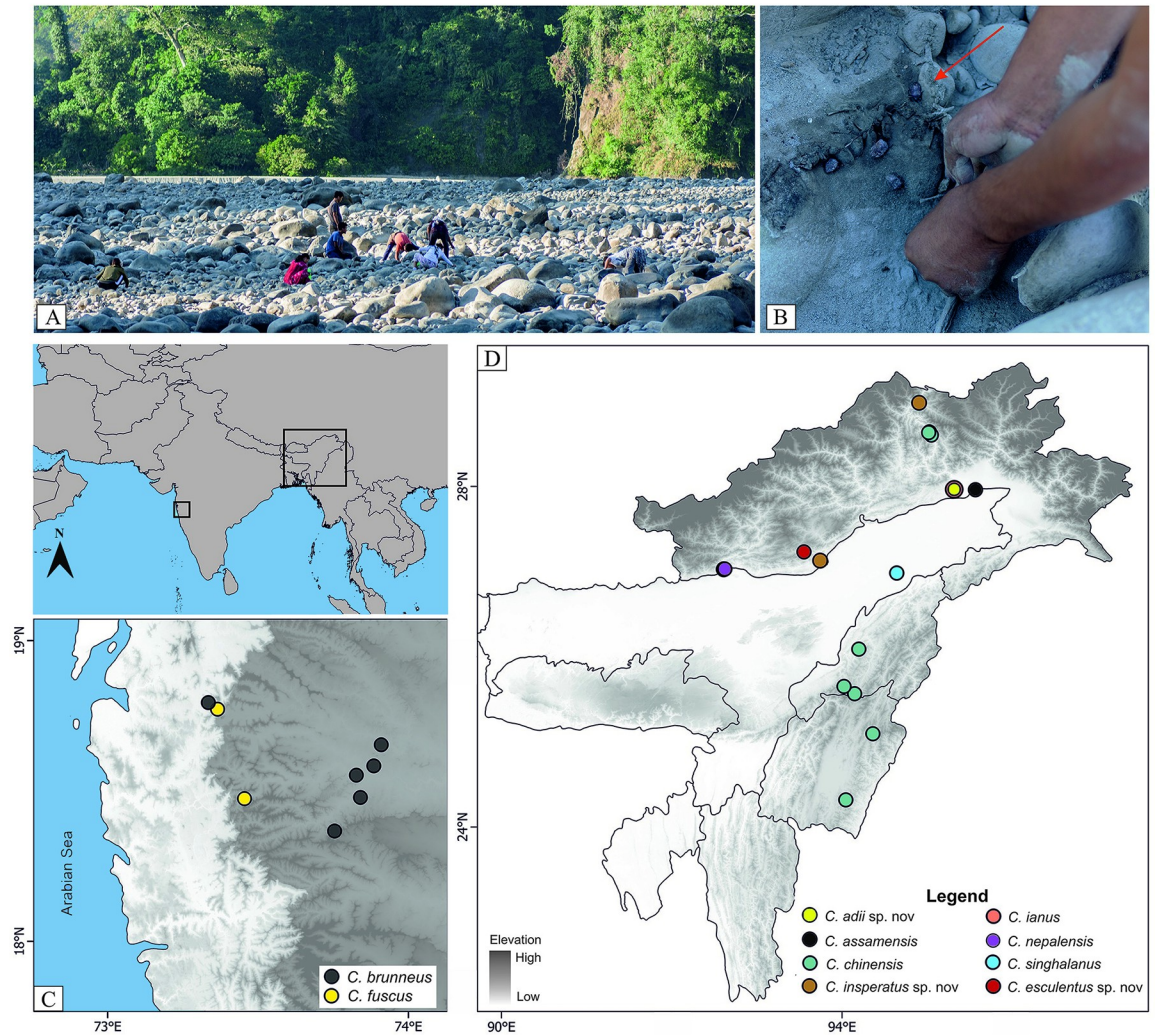 A
B
N
19°N
18°N
Arabian Sea
C. brunneus
C. fuscus
C
73°E
74°E
D
28°N
24°N
Elevation
High
Low
Legend
C. adii sp. nov
C. assamensis
C. chinensis
C. insperatus sp. nov
C. ianus
C. nepalensis
C. singhalanus
C. esculentus sp. nov
90°E
94°E